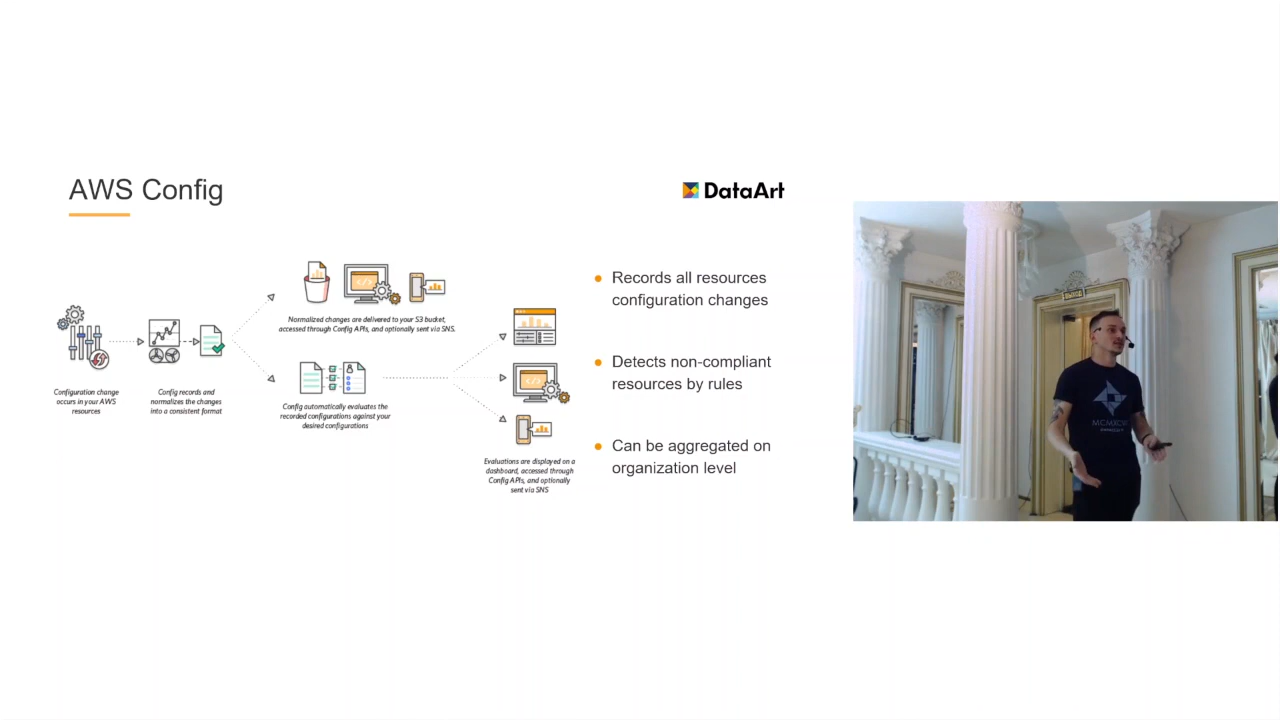 AWS Config
DataArt
Configuration change
occurs in your AWS
resources
Config records and
normalizes the changes
into a consistent format
Normalized changes are delivered to your S3 bucket,
accessed through Config APIs, and optionally sent via SNS.
Config automatically evaluates the
recorded configurations against your
desired configurations
Evaluations are displayed on a
dashboard, accessed through
Config APIs, and optionally
sent via SNS
Records all resources
configuration changes
Detects non-compliant
resources by rules
Can be aggregated on
organization level